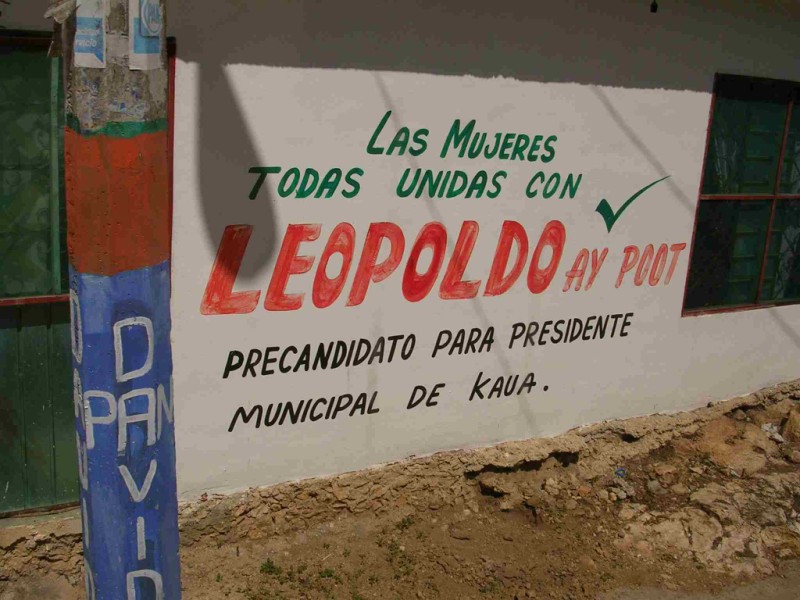 LAS MUJERES
TODAS UNIDAS CON
LEOPOLDO AY POOT
PRECANDIDATO PARA PRESIDENTE
MUNICIPAL DE KAUA.
PAN
DAVID